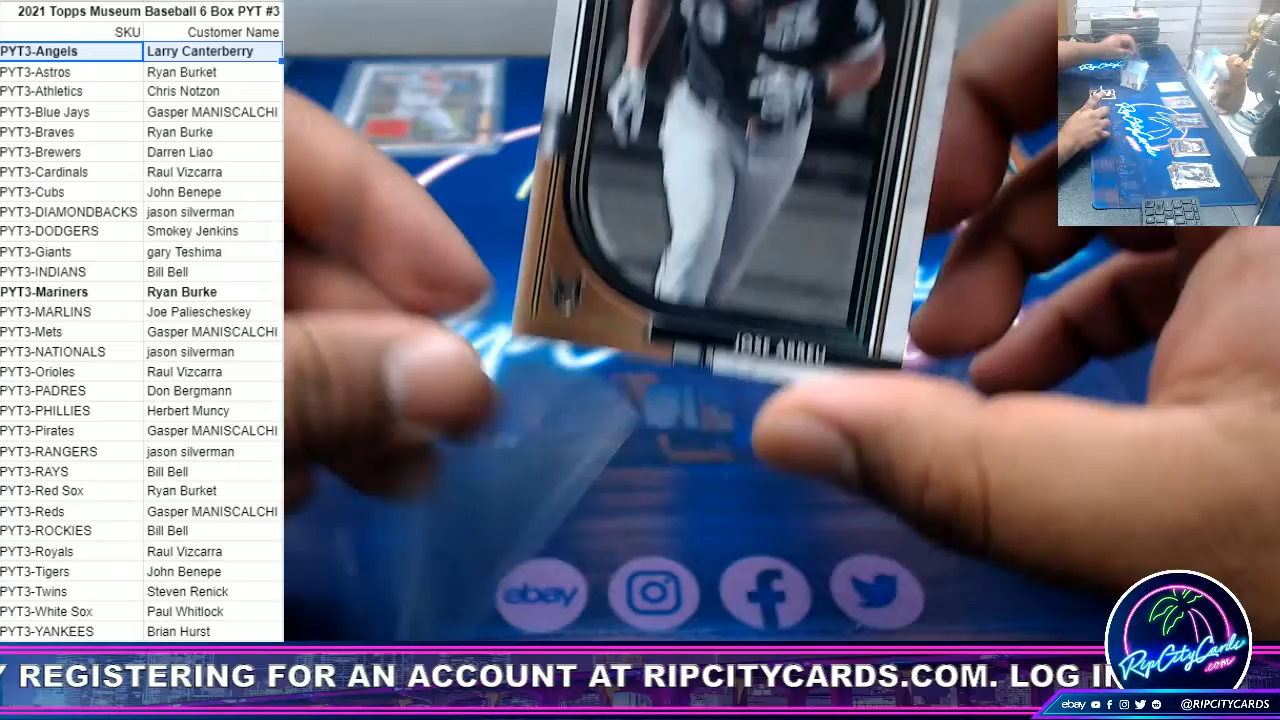 2021 Topps Museum Baseball 6 Box PYT #3
SKU Customer Name
PYT3-Angels Larry Canterberry
PYT3-Astros Ryan Burket
PYT3-Athletics Chris Notzon
PYT3-Blue Jays Gasper MANISCALCHI
PYT3-Braves Ryan Burke
PYT3-Brewers Darren Liao
PYT3-Cardinals Raul Vizcarra
PYT3-Cubs John Benepe
PYT3-DIAMONDBACKS jason silverman
PYT3-DODGERS Smokey Jenkins
PYT3-Giants gary Teshima
PYT3-INDIANS Bill Bell
PYT3-Mariners Ryan Burke
PYT3-MARLINS Joe Paliescheskey
PYT3-Mets Gasper MANISCALCHI
PYT3-NATIONALS jason silverman
PYT3-Orioles Raul Vizcarra
PYT3-PADRES Don Bergmann
PYT3-PHILLIES Herbert Muncy
PYT3-Pirates Gasper MANISCALCHI
PYT3-RANGERS jason silverman
PYT3-RAYS Bill Bell
PYT3-Red Sox Ryan Burket
PYT3-Reds Gasper MANISCALCHI
PYT3-ROCKIES Bill Bell
PYT3-Royals Raul Vizcarra
PYT3-Tigers John Benepe
PYT3-Twins Steven Renick
PYT3-White Sox Paul Whitlock
PYT3-YANKEES Brian Hurst
ebay
Y REGISTERING FOR AN ACCOUNT AT RIPCITYCARDS.COM. LOG I
RipCityCards
.com
ebay @RIPCITYCARDS